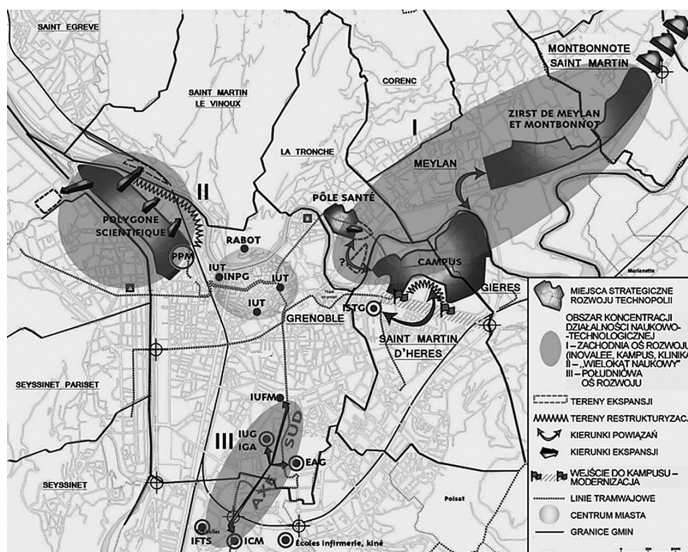 SAINT EGREVE
SAINT MARTIN
LE VINOUX
CORENC
MONTBONNOTE
SAINT MARTIN
ZIRST DE MEYLAN
ET MONTBONNOT
I
LA TRONCHE
MEYLAN
II
PÔLE SANTÉ
POLYGONE
SCIENTIFIQUE
PPM
RABOT
?
CAMPUS
IUT
INPG
IUT
IUT
GIERES
Marianette
ISTG
GRENOBLE
SAINT MARTIN
D'HERES
SEYSSINET PARISET
IUFM
III
IUG
IGA
SUD
EAG
AXE
SEYSSINET
Poisat
IFTS
ICM
Écoles infirmerie, kiné
MIEJSCA STRATEGICZNE
ROZWOJU TECHNOPOLII
OBSZAR KONCENTRACJI
DZIAŁALNOŚCI NAUKOWO-
-TECHNOLOGICZNEJ
I – ZACHODNIA OŚ ROZWOJU
(INOVALEE, KAMPUS, KLINIKA
II – „WIELOKĄT NAUKOWY"
III – POŁUDNIOWA
OŚ ROZWOJU
TERENY EKSPANSJI
TERENY RESTRUKTURYZAC
KIERUNKI POWIĄZAŃ
KIERUNKI EKSPANSJI
WEJŚCIE DO KAMPUSU –
MODERNIZACJA
LINIE TRAMWAJOWE
CENTRUM MIASTA
GRANICE GMIN